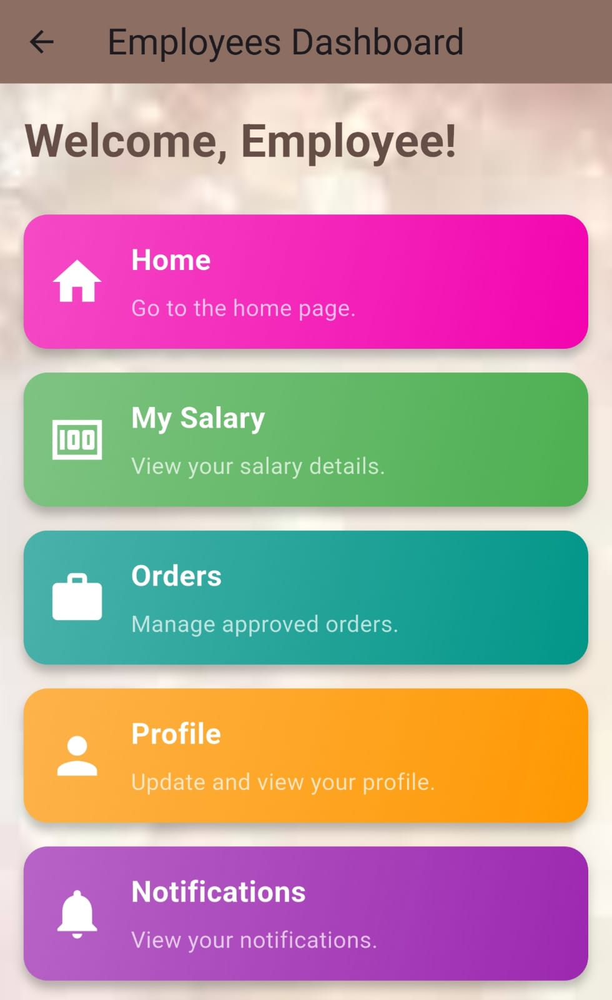 Employees Dashboard
Welcome, Employee!
Home
Go to the home page.
100
My Salary
View your salary details.
Orders
Manage approved orders.
Profile
Update and view your profile.
Notifications
View your notifications.